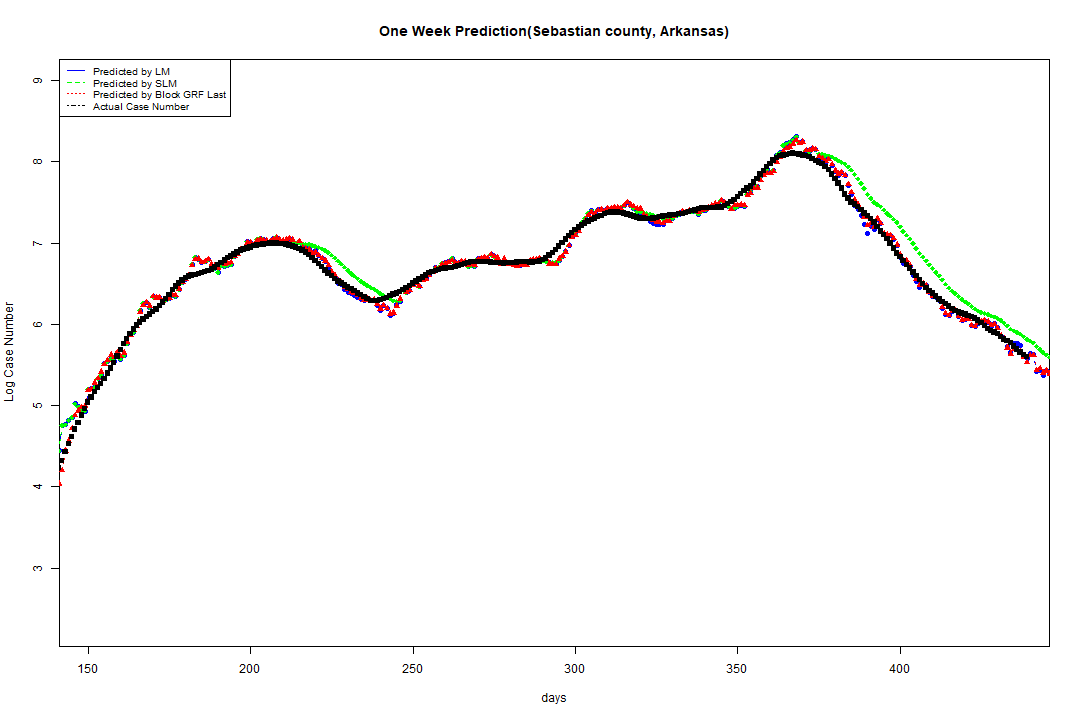 One Week Prediction(Sebastian county, Arkansas)
Predicted by LM
Predicted by SLM
Predicted by Block GRF Last
Actual Case Number
9
8
7
6
5
4
3
Log Case Number
150 200 250 300 350 400
days